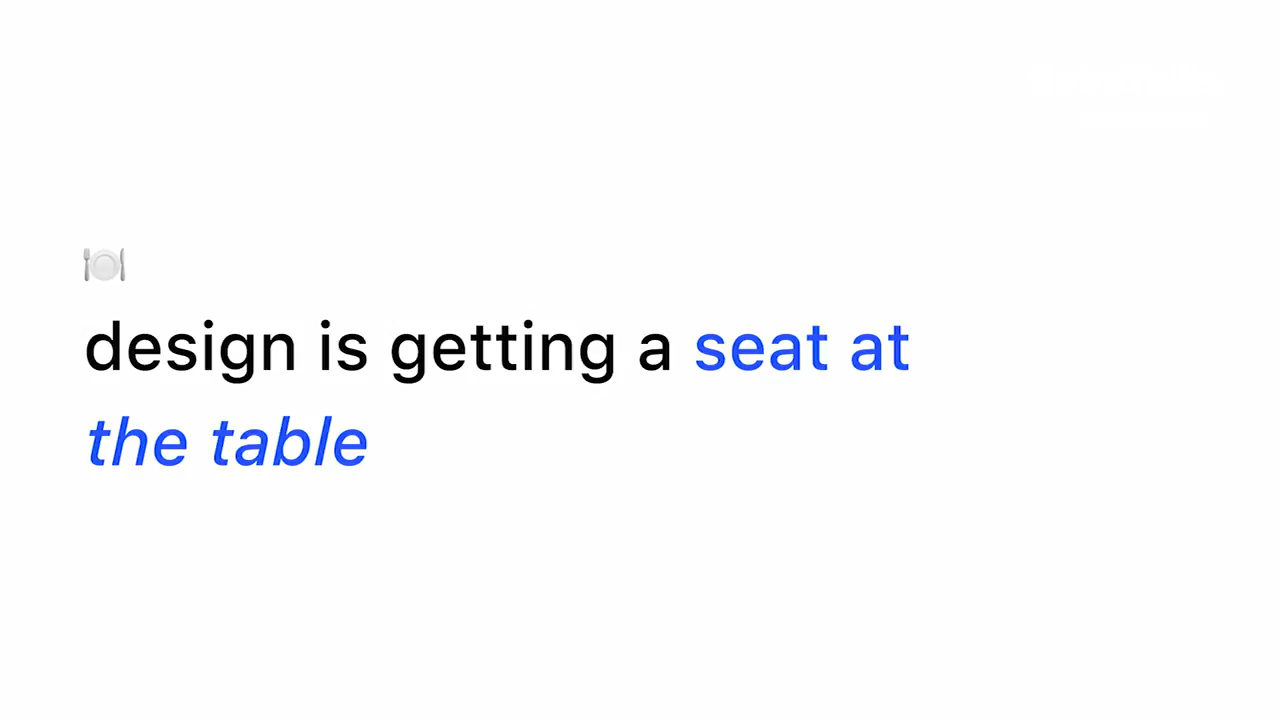 🍽️
design is getting a seat at
the table